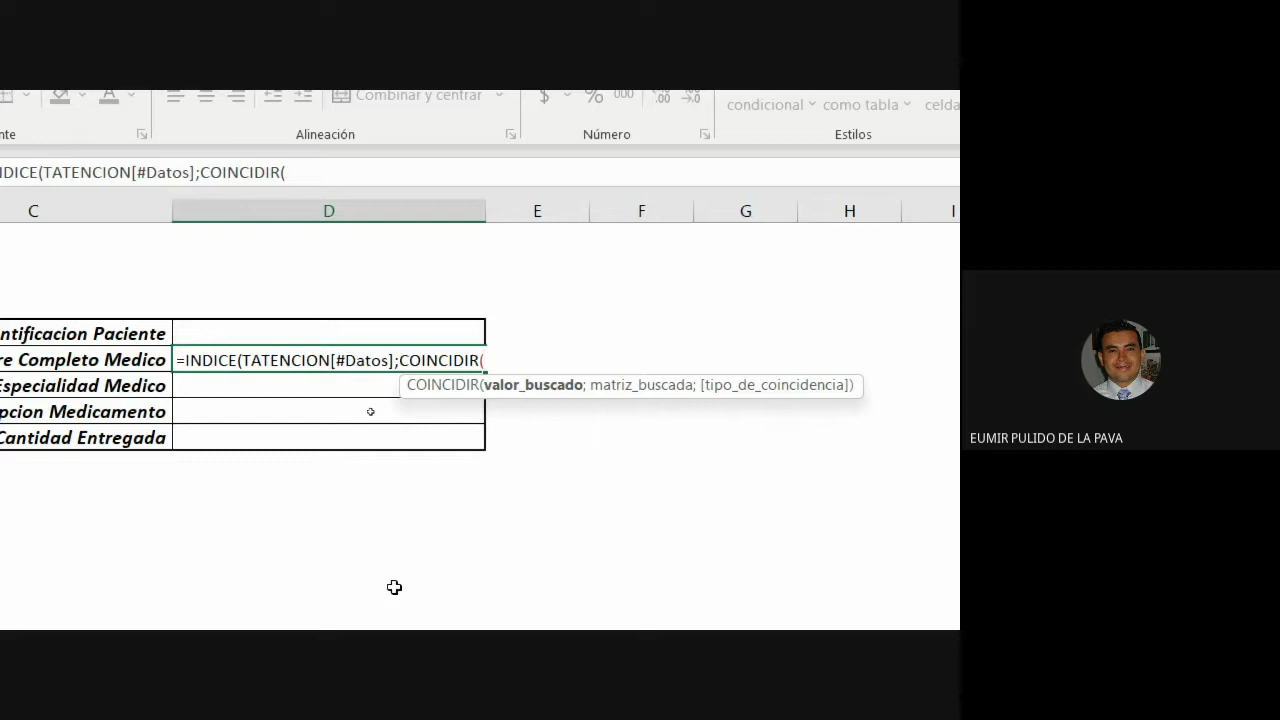 Combinar y centrar
$ % 000
condicional como tabla celda
nte
Alineación
Número
Estilos
NDICE(TATENCION[#Datos];COINCIDIR(
C D E F G H I
ntificacion Paciente
re Completo Medico
=INDICE(TATENCION[#Datos];COINCIDIR(
Especialidad Medico
COINCIDIR(valor_buscado; matriz_buscada; [tipo_de_coincidencia])
pcion Medicamento
Cantidad Entregada
EUMIR PULIDO DE LA PAVA